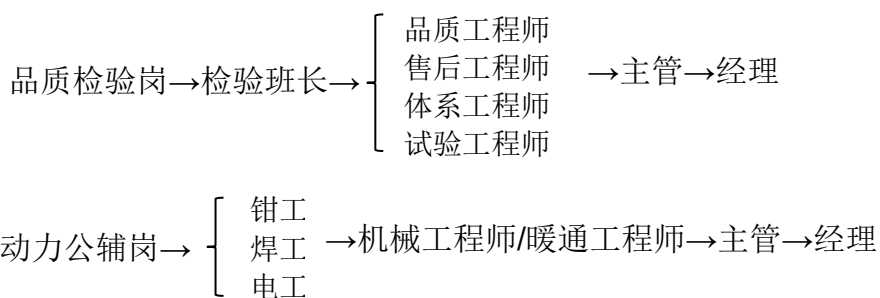 品质检验岗→检验班长→
品质工程师
售后工程师
体系工程师
试验工程师
→主管→经理
动力公辅岗→
钳工
焊工
电工
→机械工程师/暖通工程师→主管→经理